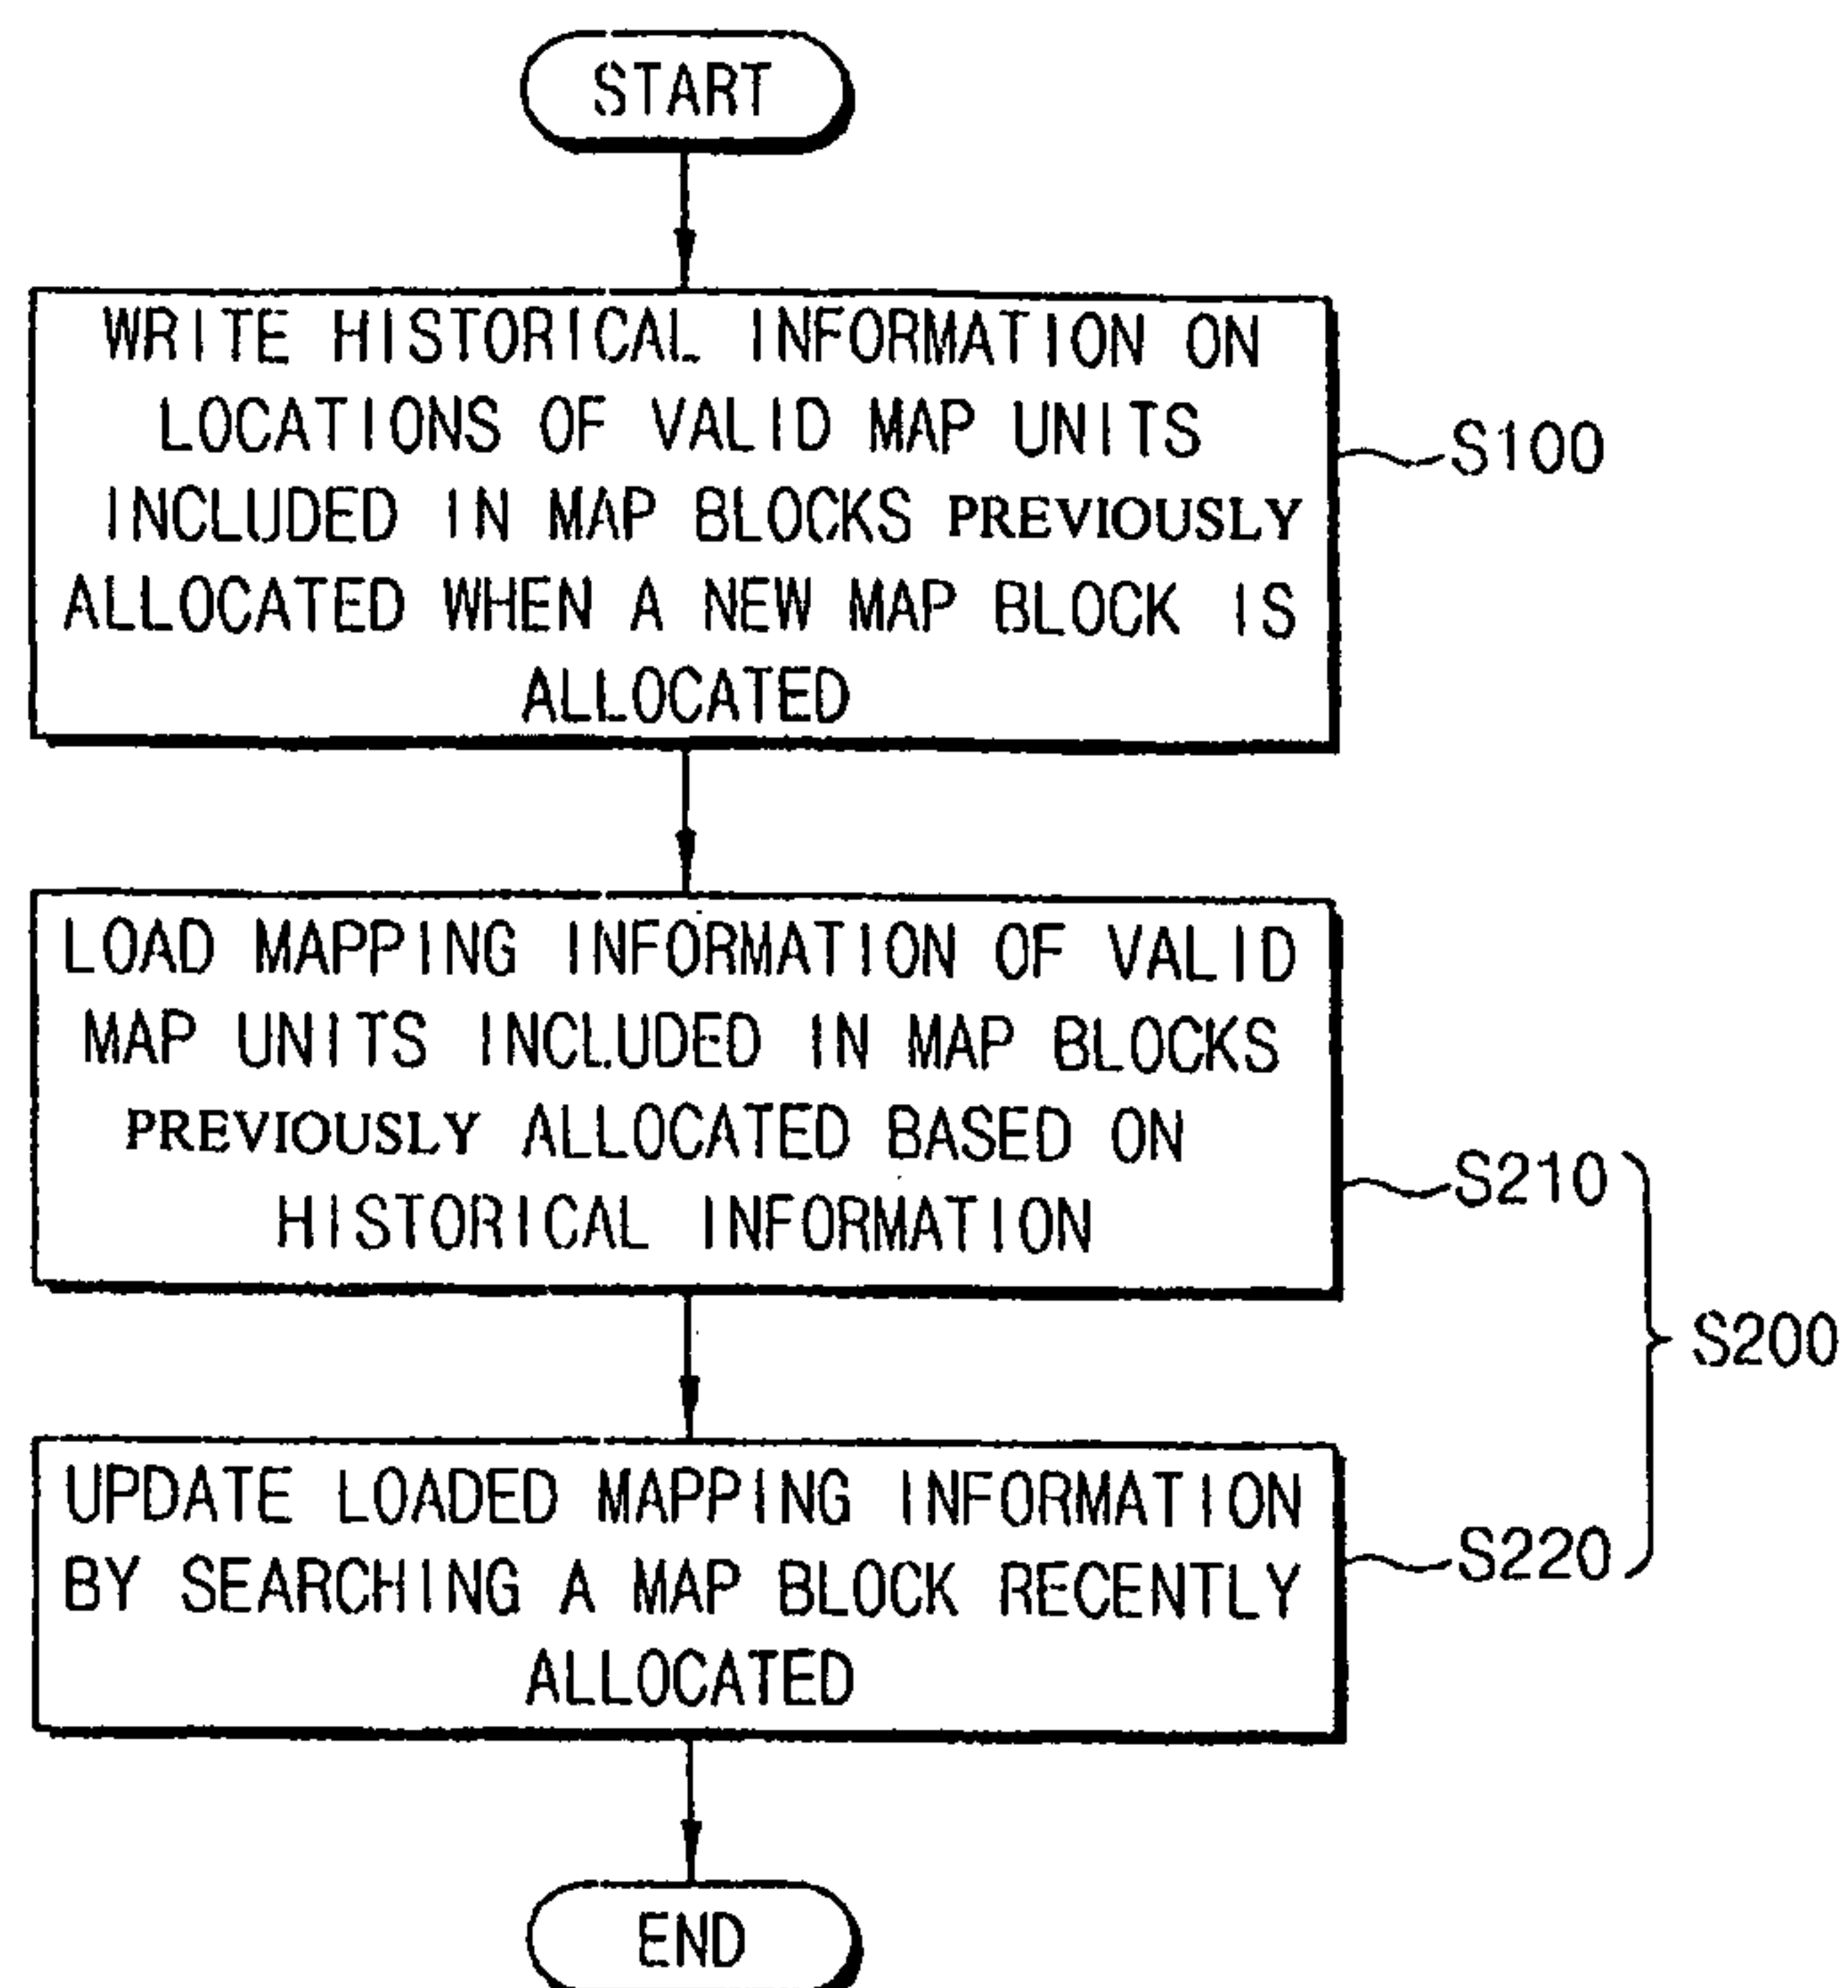 START
WRITE HISTORICAL INFORMATION ON
LOCATIONS OF VALID MAP UNITS
INCLUDED IN MAP BLOCKS PREVIOUSLY
ALLOCATED WHEN A NEW MAP BLOCK IS
ALLOCATED
S100
LOAD MAPPING INFORMATION OF VALID
MAP UNITS INCLUDED IN MAP BLOCKS
PREVIOUSLY ALLOCATED BASED ON
HISTORICAL INFORMATION
S210
S200
UPDATE LOADED MAPPING INFORMATION
BY SEARCHING A MAP BLOCK RECENTLY
ALLOCATED
S220
END